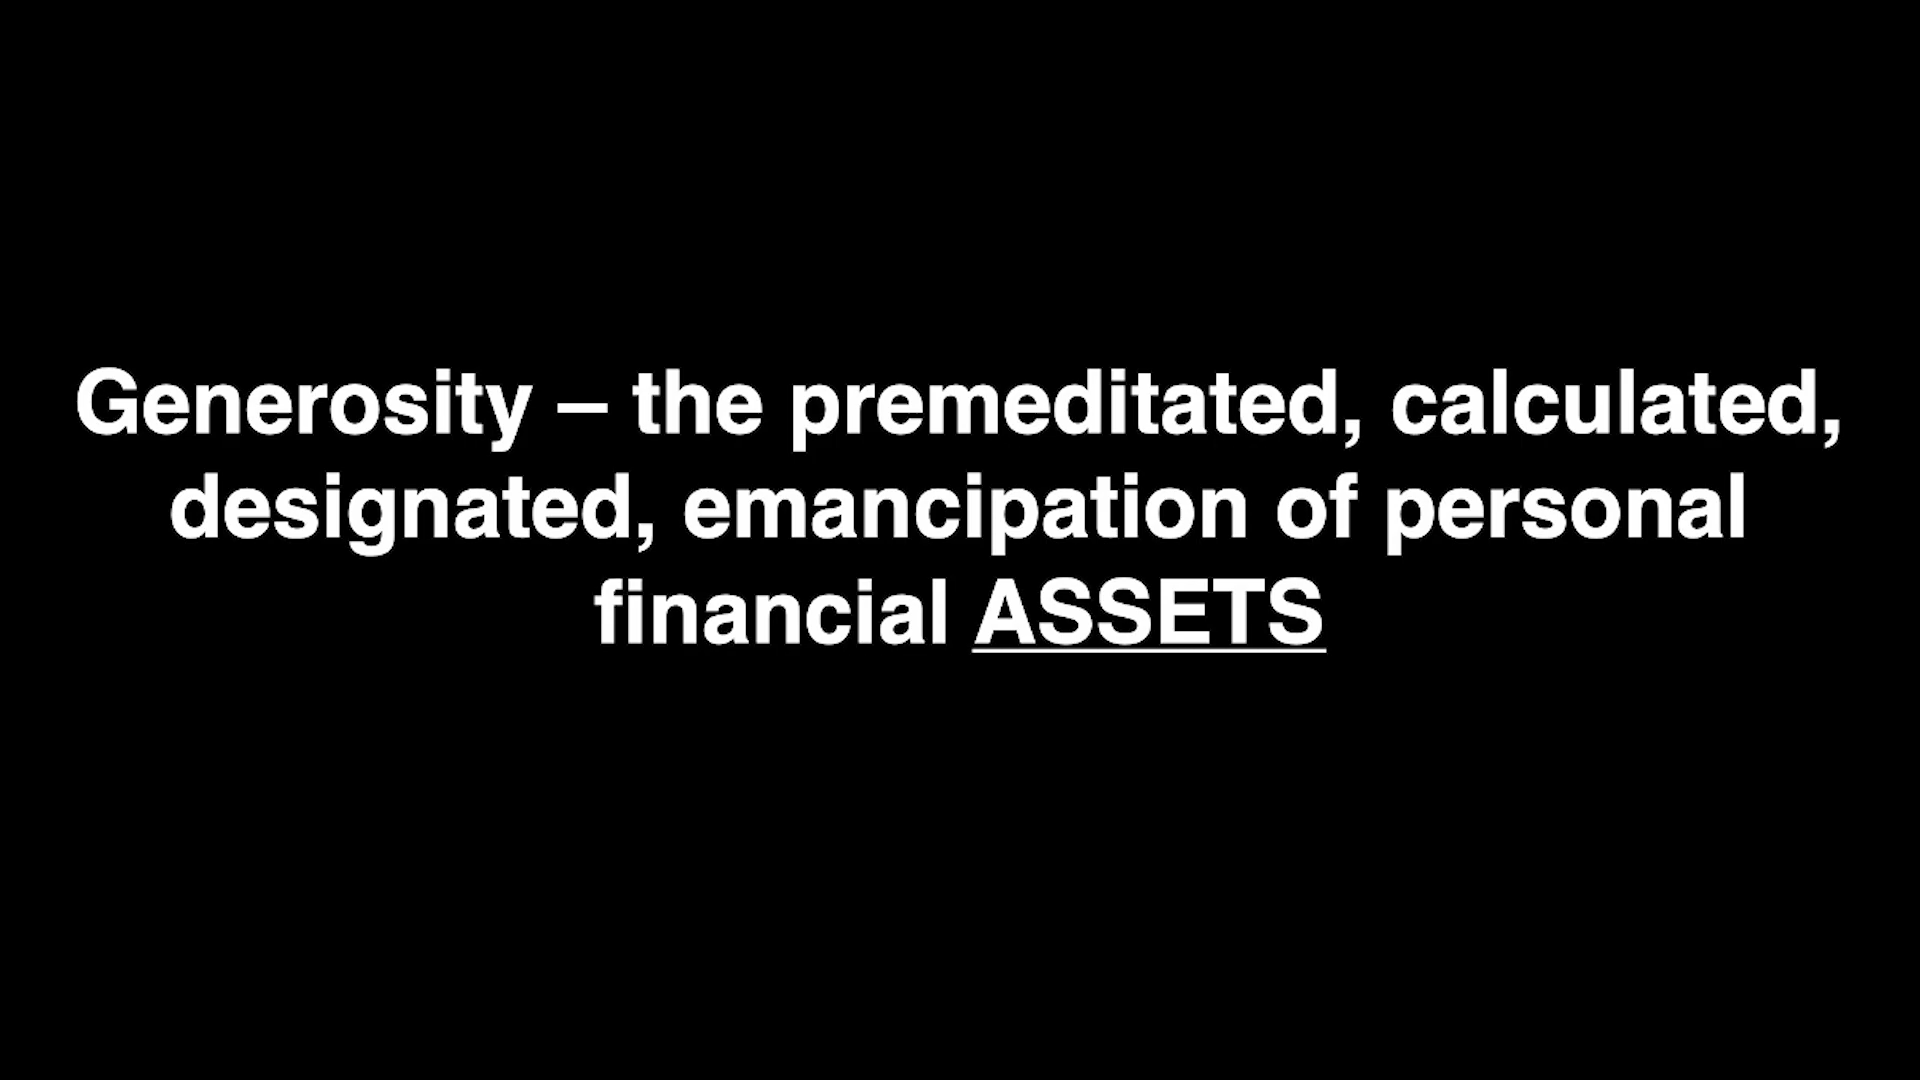 Generosity – the premeditated, calculated,
designated, emancipation of personal
financial ASSETS